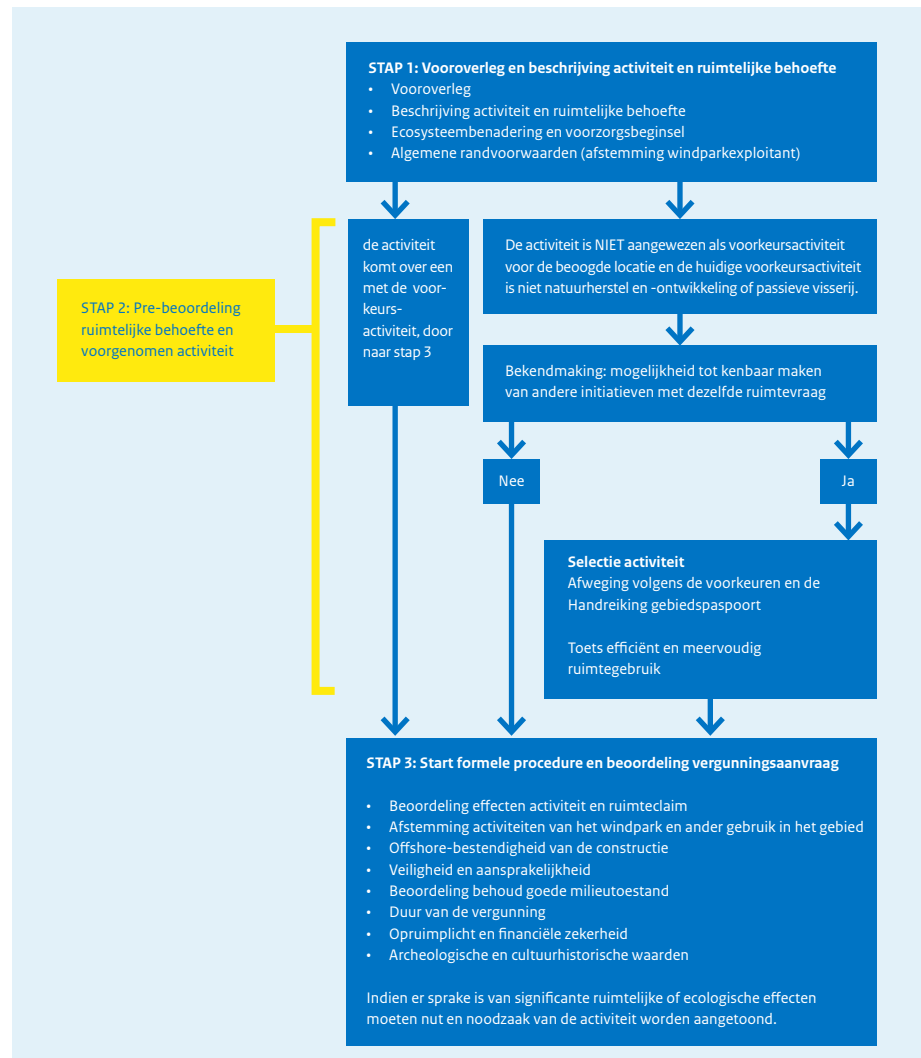 STAP 1: Vooroverleg en beschrijving activiteit en ruimtelijke behoefte
• Vooroverleg
• Beschrijving activiteit en ruimtelijke behoefte
• Ecosysteembenadering en voorzorgsbeginsel
• Algemene randvoorwaarden (afstemming windparkexploitant)
STAP 2: Pre-beoordeling
ruimtelijke behoefte en
voorgenomen activiteit
de activiteit
komt over een
met de voor-
keurs-
activiteit, door
naar stap 3
De activiteit is NIET aangewezen als voorkeursactiviteit
voor de beoogde locatie en de huidige voorkeursactiviteit
is niet natuurherstel en -ontwikkeling of passieve visserij.
Bekendmaking: mogelijkheid tot kenbaar maken
van andere initiatieven met dezelfde ruimtevraag
Nee
Ja
Selectie activiteit
Afweging volgens de voorkeuren en de
Handreiking gebiedspaspoort
Toets efficiënt en meervoudig
ruimtegebruik
STAP 3: Start formele procedure en beoordeling vergunningsaanvraag
• Beoordeling effecten activiteit en ruimteclaim
• Afstemming activiteiten van het windpark en ander gebruik in het gebied
• Offshore-bestendigheid van de constructie
• Veiligheid en aansprakelijkheid
• Beoordeling behoud goede milieutoestand
• Duur van de vergunning
• Opruimplicht en financiële zekerheid
• Archeologische en cultuurhistorische waarden
Indien er sprake is van significante ruimtelijke of ecologische effecten
moeten nut en noodzaak van de activiteit worden aangetoond.